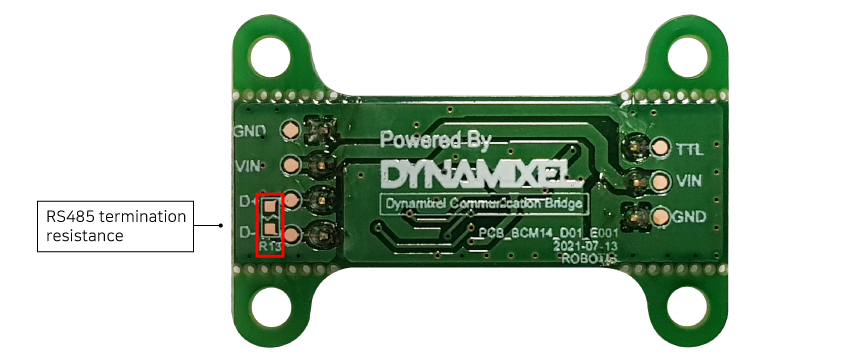 RS485 termination
resistance
GND
VIN
D+
D-
R13
Powered By
DYNAMIXEL
Dynamixel Communication Bridge
PCB_BCM14_D01_E001
2021-07-13
ROBOTIS
TTL
VIN
GND